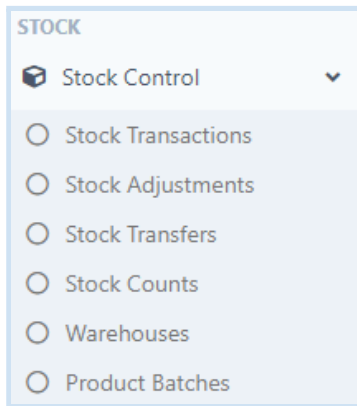 STOCK
Stock Control
Stock Transactions
Stock Adjustments
Stock Transfers
Stock Counts
Warehouses
Product Batches